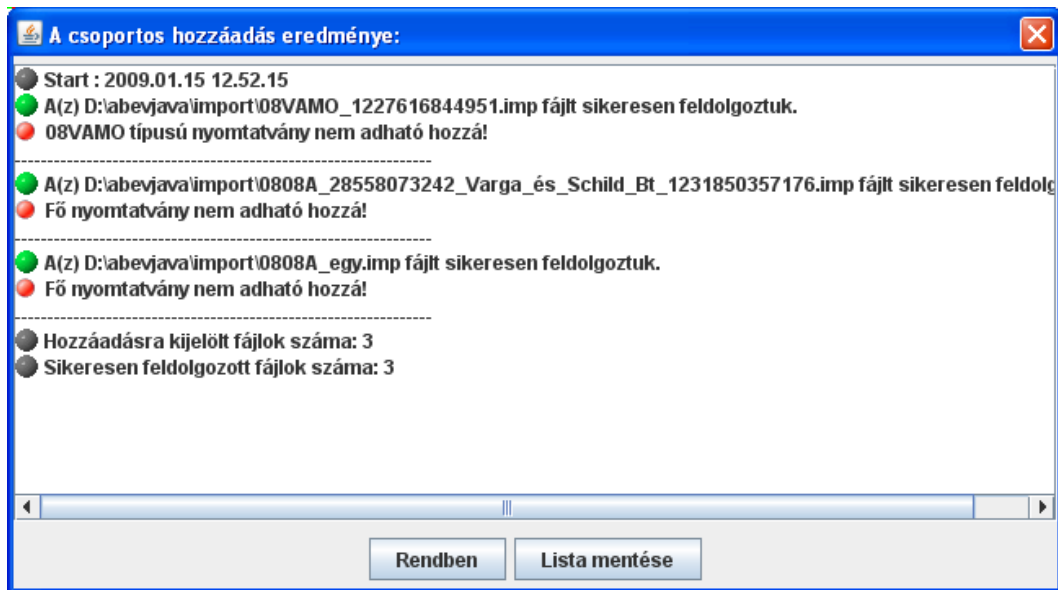 A csoportos hozzáadás eredménye:
Start : 2009.01.15 12.52.15
A(z) D:\abevjava\import\08VAMO_1227616844951.imp fájlt sikeresen feldolgoztuk.
08VAMO típusú nyomtatvány nem adható hozzá!
----------------------------------------------------------------
A(z) D:\abevjava\import\0808A_28558073242_Varga_és_Schild_Bt_1231850357176.imp fájlt sikeresen feldolg
Fő nyomtatvány nem adható hozzá!
----------------------------------------------------------------
A(z) D:\abevjava\import\0808A_egy.imp fájlt sikeresen feldolgoztuk.
Fő nyomtatvány nem adható hozzá!
----------------------------------------------------------------
Hozzáadásra kijelölt fájlok száma: 3
Sikeresen feldolgozott fájlok száma: 3
Rendben
Lista mentése